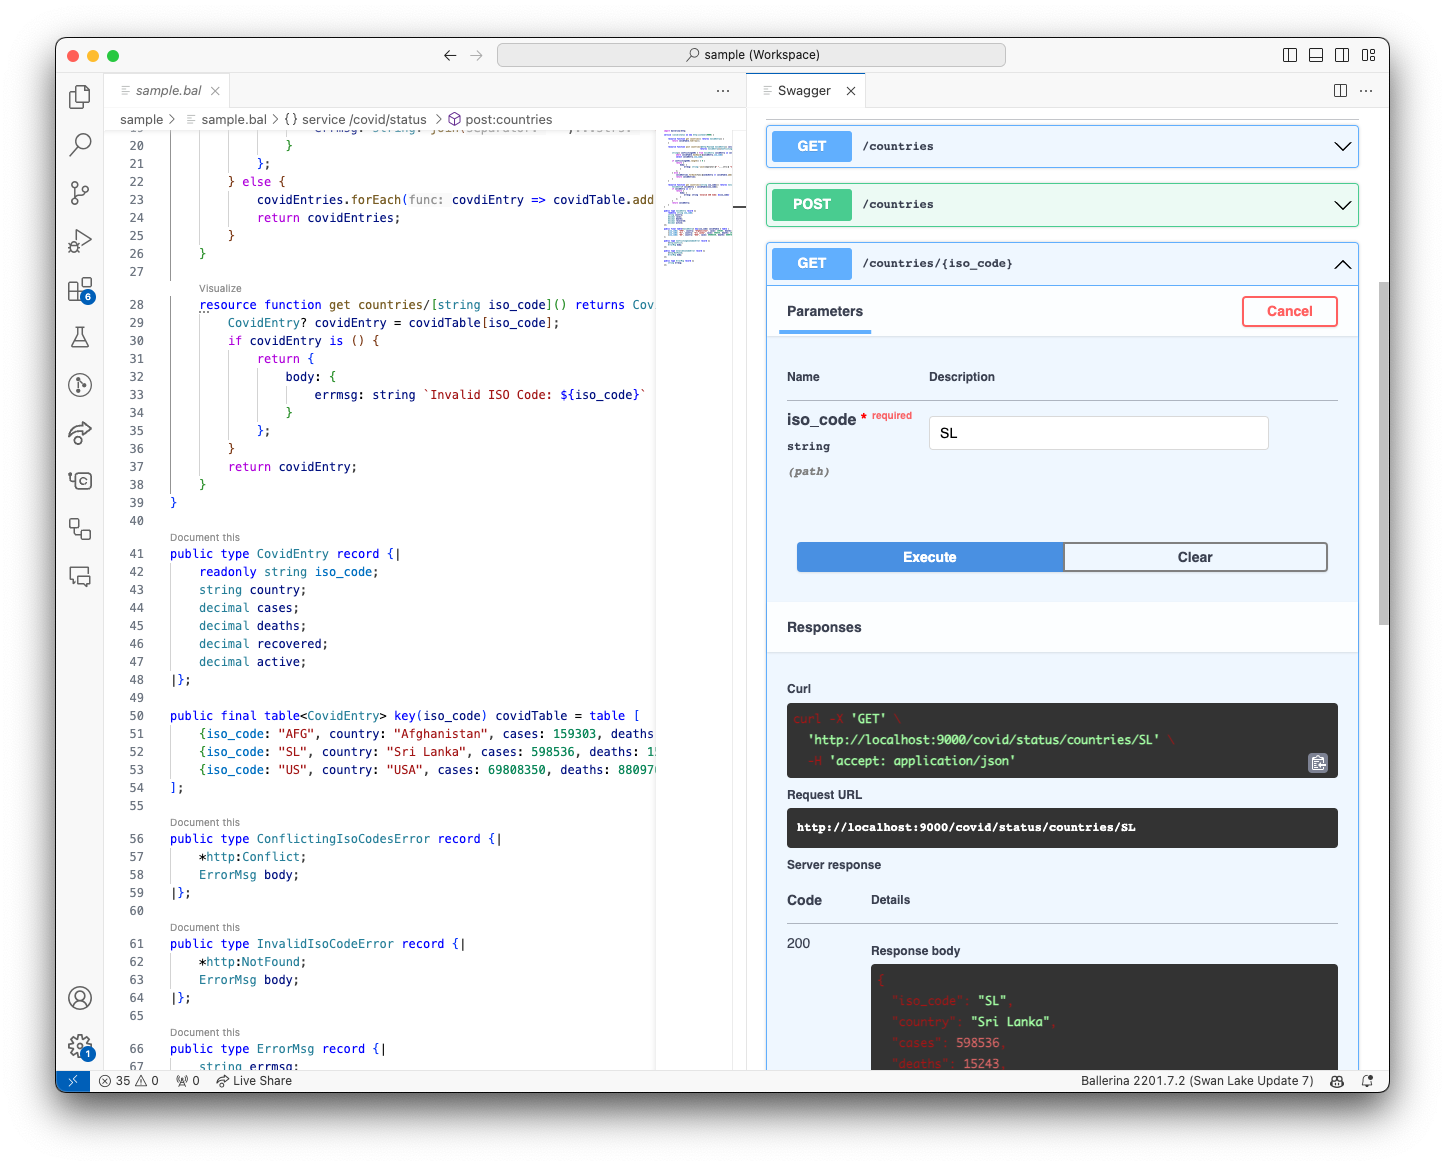 sample (Workspace)
sample.bal
Swagger
sample > sample.bal > {} service /covid/status > post:countries
20 }
21 };
22 } else {
23 covidEntries.forEach(func: covdiEntry => covidTable.add
24 return covidEntries;
25 }
26 }
27
Visualize
28 resource function get countries/[string iso_code]() returns Cov
29 CovidEntry? covidEntry = covidTable[iso_code];
30 if covidEntry is () {
31 return {
32 body: {
33 errmsg: string `Invalid ISO Code: ${iso_code}`
34 }
35 };
36 }
37 return covidEntry;
38 }
39 }
40
Document this
41 public type CovidEntry record {|
42 readonly string iso_code;
43 string country;
44 decimal cases;
45 decimal deaths;
46 decimal recovered;
47 decimal active;
48 |};
49
50 public final table<CovidEntry> key(iso_code) covidTable = table [
51 {iso_code: "AFG", country: "Afghanistan", cases: 159303, deaths
52 {iso_code: "SL", country: "Sri Lanka", cases: 598536, deaths: 15
53 {iso_code: "US", country: "USA", cases: 69808350, deaths: 88097
54 ];
55
Document this
56 public type ConflictingIsoCodesError record {|
57 *http:Conflict;
58 ErrorMsg body;
59 |};
60
Document this
61 public type InvalidIsoCodeError record {|
62 *http:NotFound;
63 ErrorMsg body;
64 |};
65
Document this
66 public type ErrorMsg record {|
67 string errmsg;
GET /countries
POST /countries
GET /countries/{iso_code}
Parameters
Cancel
Name Description
iso_code * required
SL
string
(path)
Execute
Clear
Responses
Curl
curl -X 'GET' \
'http://localhost:9000/covid/status/countries/SL' \
-H 'accept: application/json'
Request URL
http://localhost:9000/covid/status/countries/SL
Server response
Code Details
200
Response body
{
"iso_code": "SL",
"country": "Sri Lanka",
"cases": 598536,
"deaths": 15243,
6
1
35 0 0 Live Share
Ballerina 2201.7.2 (Swan Lake Update 7)